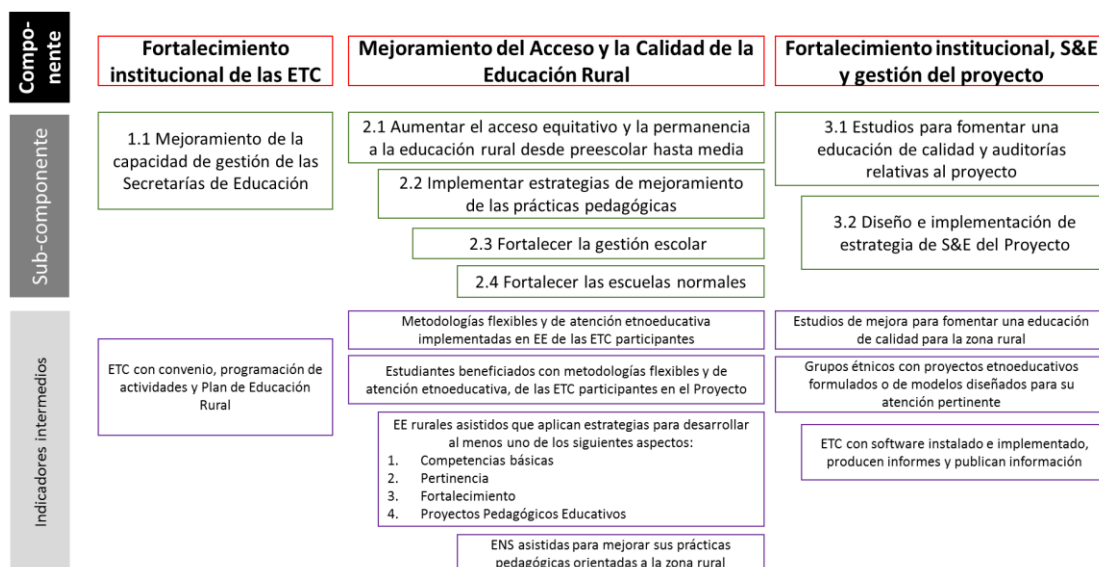 Compo-
nente
Fortalecimiento
institucional de las ETC
Mejoramiento del Acceso y la Calidad de la
Educación Rural
Fortalecimiento institucional, S&E
y gestión del proyecto
Sub-componente
1.1 Mejoramiento de la
capacidad de gestión de las
Secretarías de Educación
2.1 Aumentar el acceso equitativo y la permanencia
a la educación rural desde preescolar hasta media
2.2 Implementar estrategias de mejoramiento
de las prácticas pedagógicas
2.3 Fortalecer la gestión escolar
2.4 Fortalecer las escuelas normales
3.1 Estudios para fomentar una
educación de calidad y auditorías
relativas al proyecto
3.2 Diseño e implementación de
estrategia de S&E del Proyecto
Indicadores intermedios
ETC con convenio, programación de
actividades y Plan de Educación
Rural
Metodologías flexibles y de atención etnoeducativa
implementadas en EE de las ETC participantes
Estudiantes beneficiados con metodologías flexibles y de
atención etnoeducativa, de las ETC participantes en el Proyecto
EE rurales asistidos que aplican estrategias para desarrollar
al menos uno de los siguientes aspectos:
1. Competencias básicas
2. Pertinencia
3. Fortalecimiento
4. Proyectos Pedagógicos Educativos
ENS asistidas para mejorar sus prácticas
pedagógicas orientadas a la zona rural
Estudios de mejora para fomentar una educación
de calidad para la zona rural
Grupos étnicos con proyectos etnoeducativos
formulados o de modelos diseñados para su
atención pertinente
ETC con software instalado e implementado,
producen informes y publican información